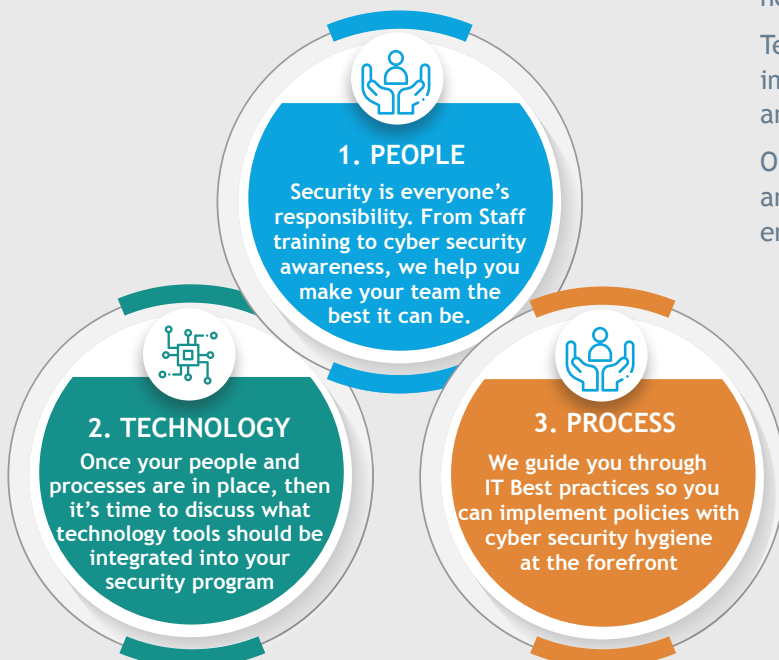 1. PEOPLE
Security is everyone's
responsibility. From Staff
training to cyber security
awareness, we help you
make your team the
best it can be.
2. TECHNOLOGY
Once your people and
processes are in place, then
it's time to discuss what
technology tools should be
integrated into your
security program
3. PROCESS
We guide you through
IT Best practices so you
can implement policies with
cyber security hygiene
at the forefront